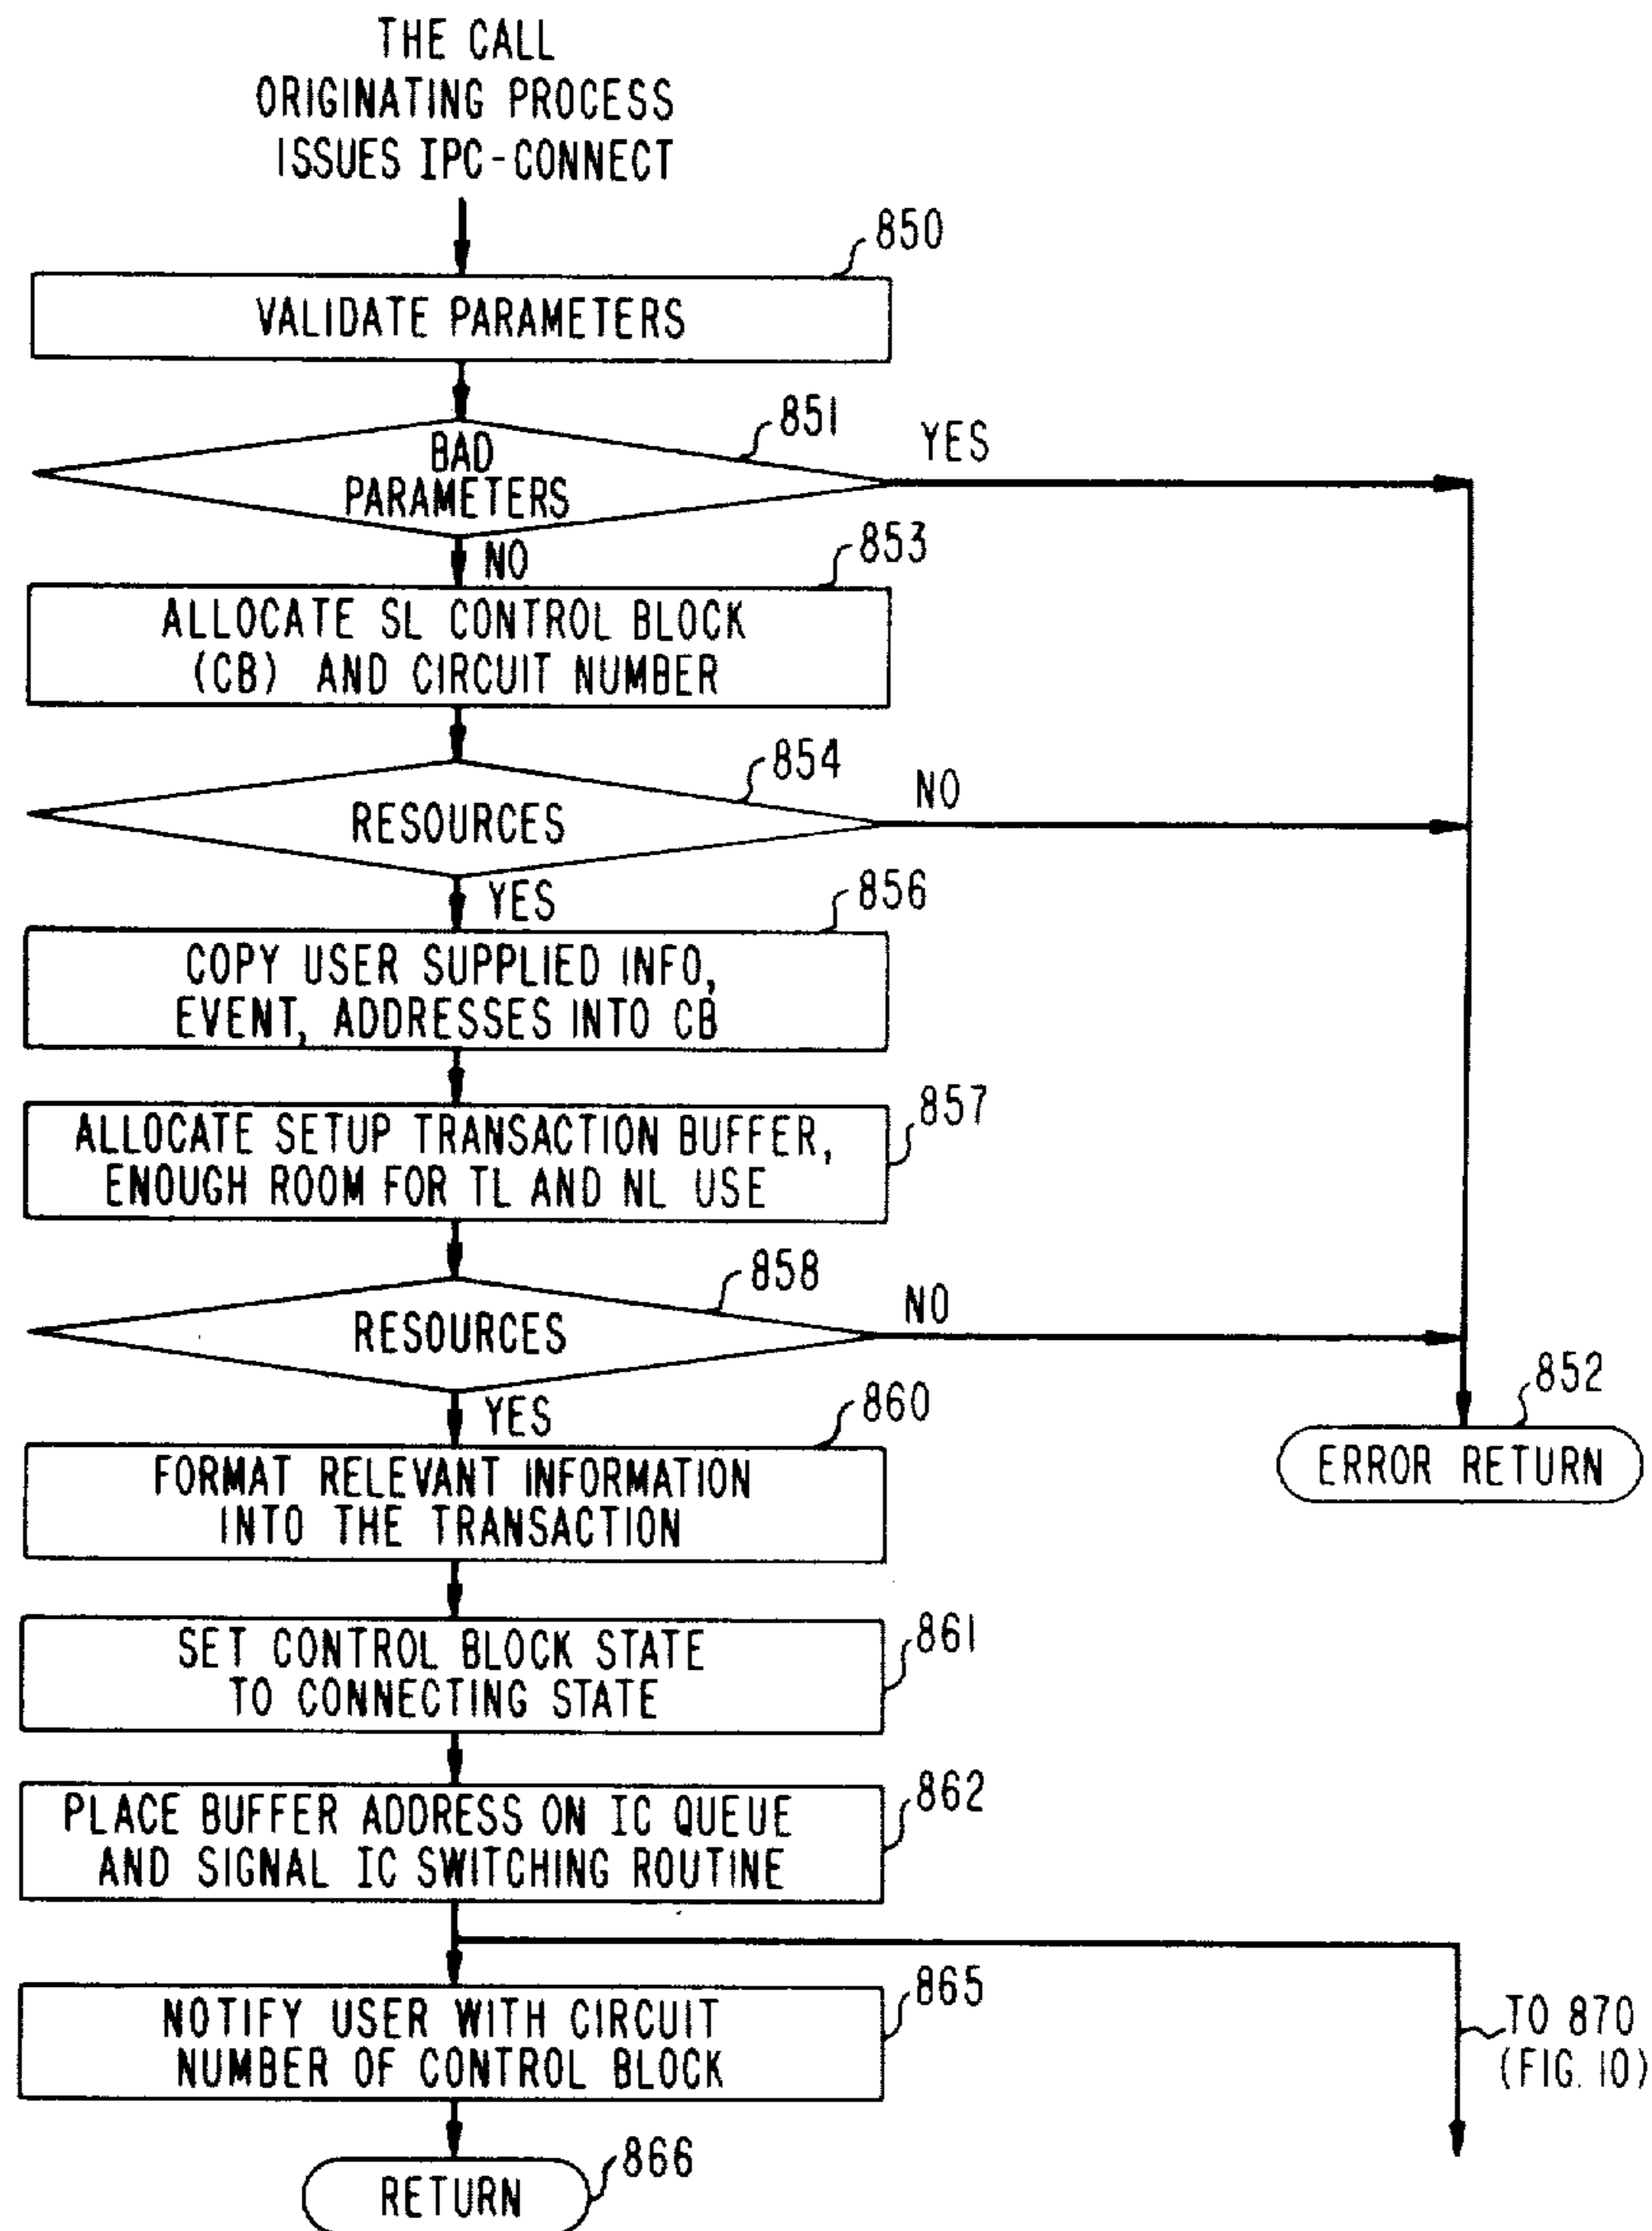 THE CALL
ORIGINATING PROCESS
ISSUES IPC-CONNECT
850
VALIDATE PARAMETERS
851
YES
BAD
PARAMETERS
NO
853
ALLOCATE SL CONTROL BLOCK
(CB) AND CIRCUIT NUMBER
854
NO
RESOURCES
YES
856
COPY USER SUPPLIED INFO,
EVENT, ADDRESSES INTO CB
857
ALLOCATE SETUP TRANSACTION BUFFER,
ENOUGH ROOM FOR TL AND NL USE
858
NO
RESOURCES
852
YES
860
ERROR RETURN
FORMAT RELEVANT INFORMATION
INTO THE TRANSACTION
861
SET CONTROL BLOCK STATE
TO CONNECTING STATE
862
PLACE BUFFER ADDRESS ON IC QUEUE
AND SIGNAL IC SWITCHING ROUTINE
865
NOTIFY USER WITH CIRCUIT
NUMBER OF CONTROL BLOCK
TO 870
(FIG. 10)
866
RETURN